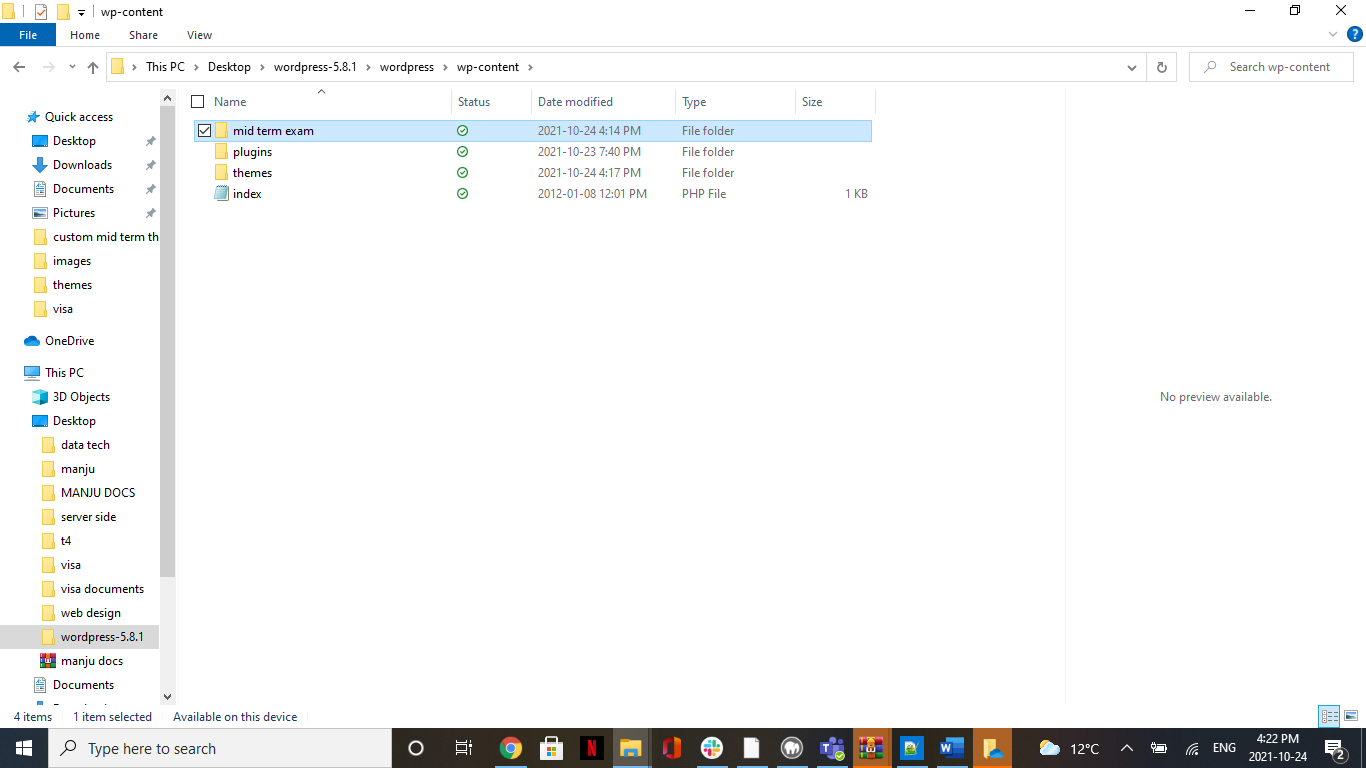 wp-content
File Home Share View
This PC Desktop wordpress-5.8.1 wordpress wp-content
Search wp-content
Name Status Date modified Type Size
mid term exam 2021-10-24 4:14 PM File folder
plugins 2021-10-23 7:40 PM File folder
themes 2021-10-24 4:17 PM File folder
index 2012-01-08 12:01 PM PHP File 1 KB
Quick access
Desktop
Downloads
Documents
Pictures
custom mid term th
images
themes
visa
OneDrive
This PC
3D Objects
Desktop
data tech
manju
MANJU DOCS
server side
t4
visa
visa documents
web design
wordpress-5.8.1
manju docs
Documents
No preview available.
4 items 1 item selected Available on this device
Type here to search
12°C
ENG
4:22 PM
2021-10-24
2